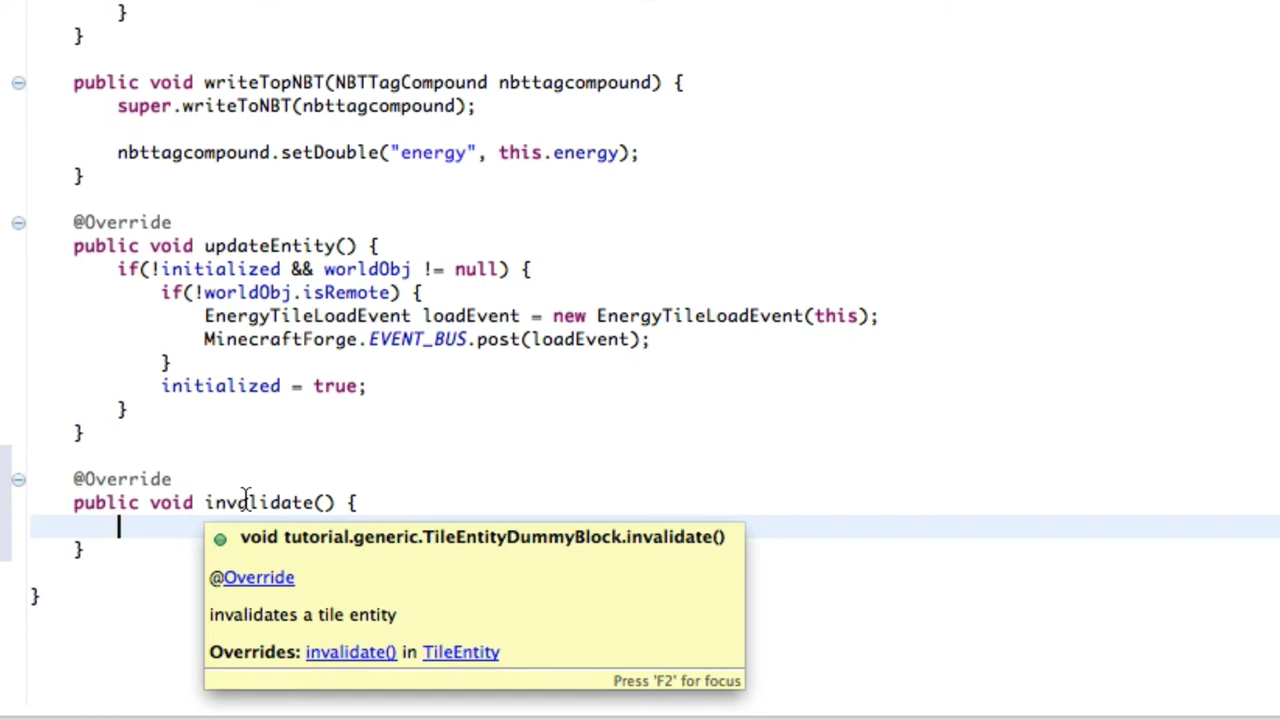 }
}
public void writeTopNBT(NBTTagCompound nbttagcompound) {
super.writeToNBT(nbttagcompound);
nbttagcompound.setDouble("energy", this.energy);
}
@Override
public void updateEntity() {
if(!initialized && worldObj != null) {
if(!worldObj.isRemote) {
EnergyTileLoadEvent loadEvent = new EnergyTileLoadEvent(this);
MinecraftForge.EVENT_BUS.post(loadEvent);
}
initialized = true;
}
}
@Override
public void invalidate() {
void tutorial.generic.TileEntityDummyBlock.invalidate()
}
@Override
}
invalidates a tile entity
Overrides: invalidate() in TileEntity
Press 'F2' for focus